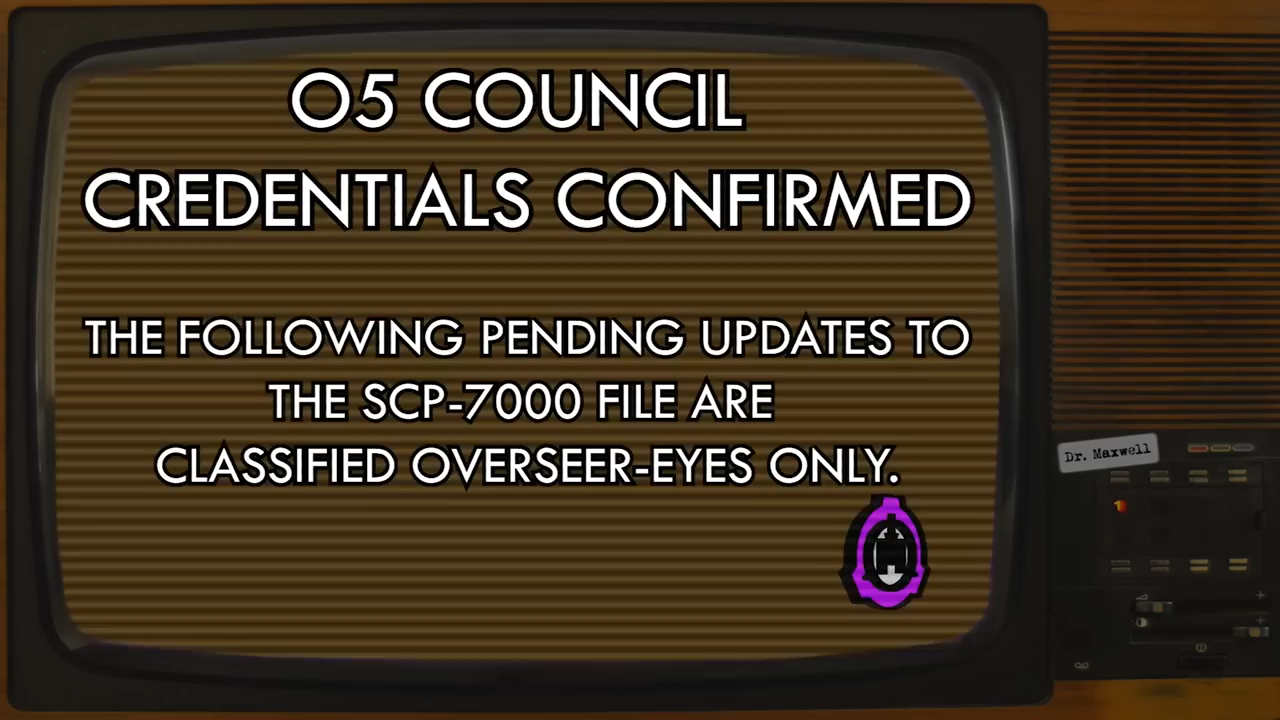 O5 COUNCIL
CREDENTIALS CONFIRMED
THE FOLLOWING PENDING UPDATES TO
THE SCP-7000 FILE ARE
CLASSIFIED OVERSEER-EYES ONLY.
Dr. Maxwell